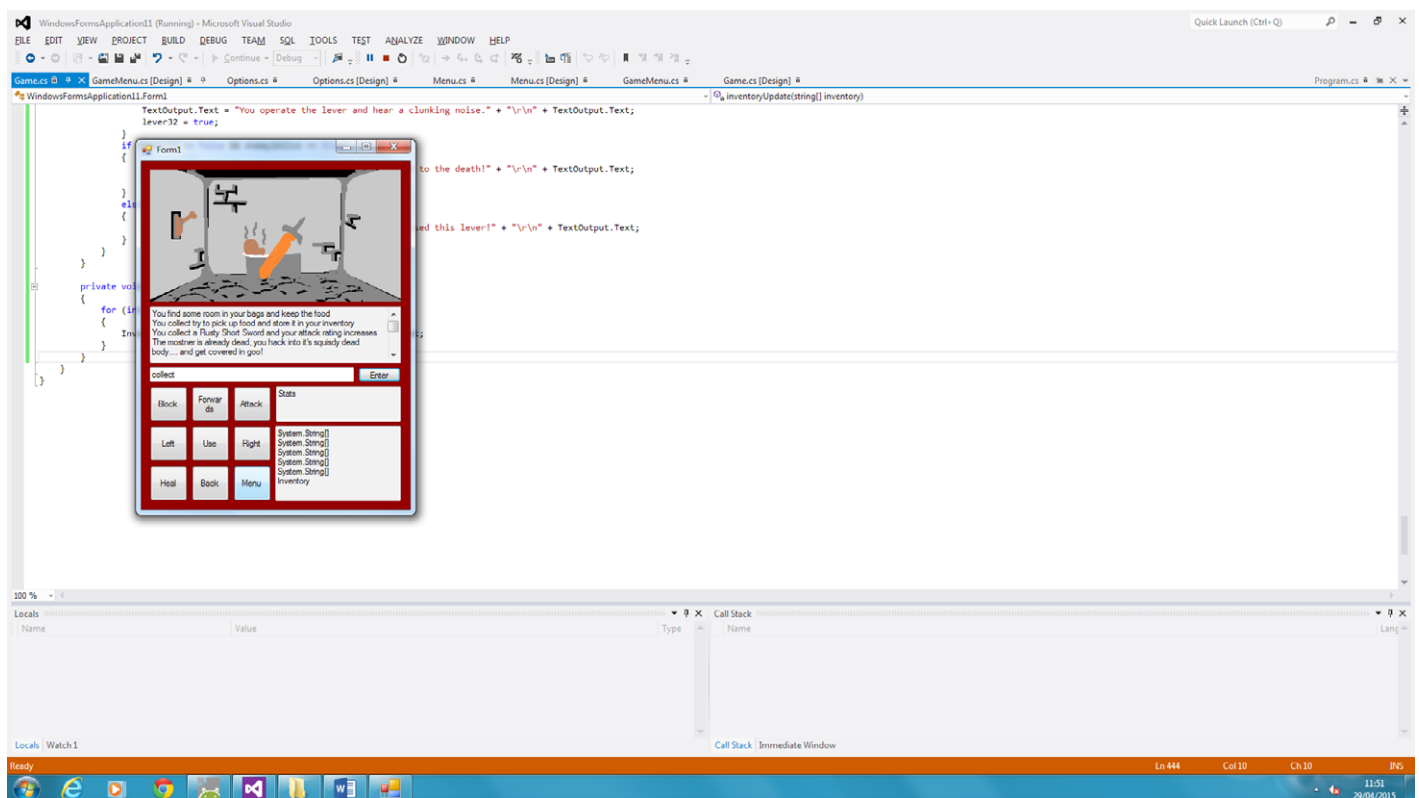 WindowsFormsApplication11 (Running) - Microsoft Visual Studio
Quick Launch (Ctrl+Q)
FILE EDIT VIEW PROJECT BUILD DEBUG TEAM SQL TOOLS TEST ANALYZE WINDOW HELP
Continue - Debug
Game.cs GameMenu.cs [Design] Options.cs Options.cs [Design] Menu.cs Menu.cs [Design] GameMenu.cs Game.cs [Design] Program.cs
WindowsFormsApplication11.Form1 inventoryUpdate(string[] inventory)
TextOutput.Text = "You operate the lever and hear a clunking noise." + "\r\n" + TextOutput.Text;
lever32 = true;
}
if
{
to the death!" + "\r\n" + TextOutput.Text;
}
els
{
ed this lever!" + "\r\n" + TextOutput.Text;
}
}
}
private voi
{
for (in
{
Inv
t;
}
}
}
}
Form1
You find some room in your bags and keep the food
You collect try to pick up food and store it in your inventory
You collect a Rusty Short Sword and your attack rating increases
The mostner is already dead, you hack into it's squisdy dead
body.... and get covered in goo!
collect Enter
Block Forwar
ds Attack
Stats
Left Use Right
System.String[]
System.String[]
System.String[]
System.String[]
System.String[]
Inventory
Heal Back Menu
100 %
Locals Call Stack
Name Value Type Name Lang
Locals Watch 1 Call Stack Immediate Window
Ready Ln 444 Col 10 Ch 10 INS
11:51
29/04/2015